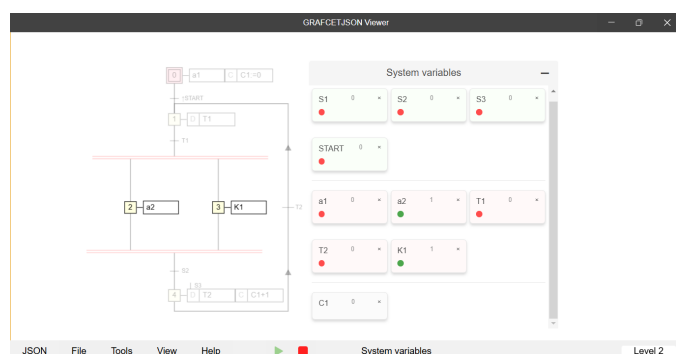 GRAFCETJSON Viewer
0 a1 C C1:=0
↑START
1 D T1
T1
2 a2
3 K1
T2
S2
↓S3
4 D T2 C C1+1
System variables
S1 0 × S2 0 × S3 0 ×
START 0 ×
a1 0 × a2 1 × T1 0 ×
T2 0 × K1 1 ×
C1 0 ×
JSON File Tools View Help System variables Level 2